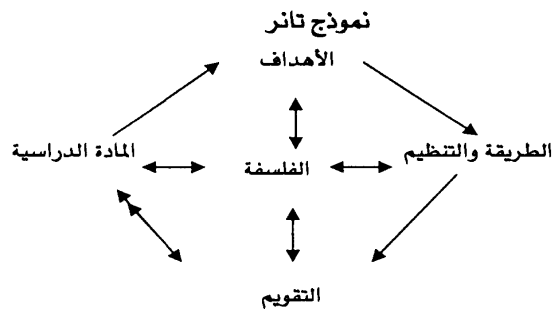 نموذج تانر
الأهداف
الطريقة والتنظيم
الفلسفة
المادة الدراسية
التقويم